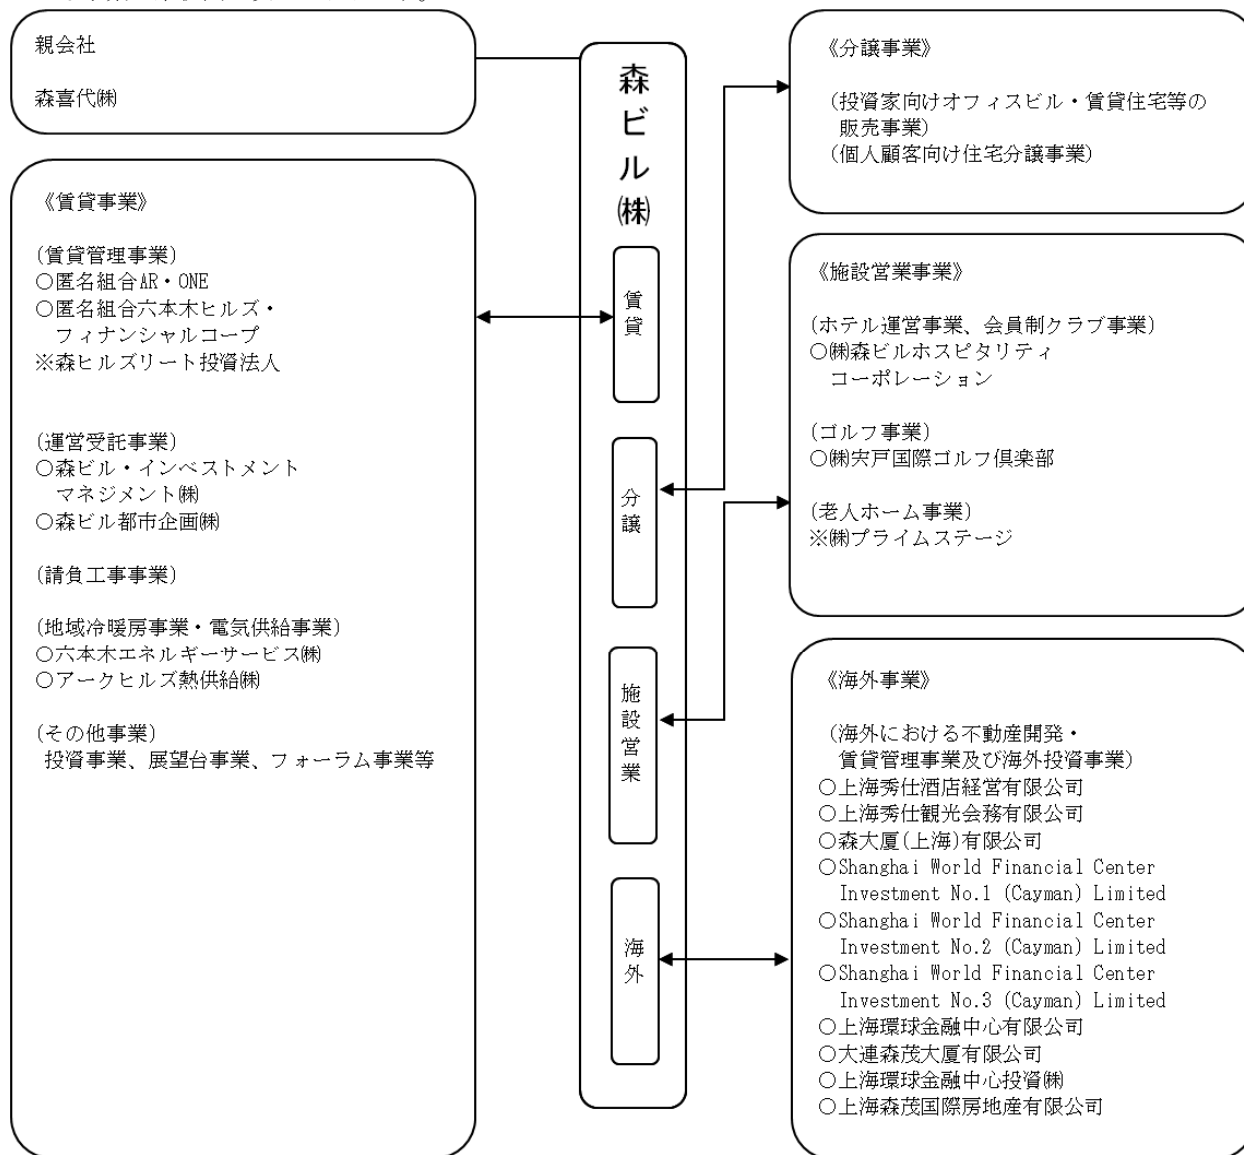 親会社
森喜代㈱
《賃貸事業》
(賃貸管理事業)
○匿名組合AR・ONE
○匿名組合六本木ヒルズ・
フィナンシャルコープ
※森ヒルズリート投資法人
(運営受託事業)
○森ビル・インベストメント
マネジメント㈱
○森ビル都市企画㈱
(請負工事事業)
(地域冷暖房事業・電気供給事業)
○六本木エネルギーサービス㈱
○アークヒルズ熱供給㈱
(その他事業)
投資事業、展望台事業、フォーラム事業等
森ビル㈱
賃貸
分譲
施設営業
海外
《分譲事業》
(投資家向けオフィスビル・賃貸住宅等の
販売事業)
(個人顧客向け住宅分譲事業)
《施設営業事業》
(ホテル運営事業、会員制クラブ事業)
○㈱森ビルホスピタリティ
コーポレーション
(ゴルフ事業)
○㈱宍戸国際ゴルフ倶楽部
(老人ホーム事業)
※㈱プライムステージ
《海外事業》
(海外における不動産開発・
賃貸管理事業及び海外投資事業)
○上海秀仕酒店経営有限公司
○上海秀仕観光会務有限公司
○森大厦(上海)有限公司
○Shanghai World Financial Center
Investment No.1 (Cayman) Limited
○Shanghai World Financial Center
Investment No.2 (Cayman) Limited
○Shanghai World Financial Center
Investment No.3 (Cayman) Limited
○上海環球金融中心有限公司
○大連森茂大厦有限公司
○上海環球金融中心投資㈱
○上海森茂国際房地産有限公司